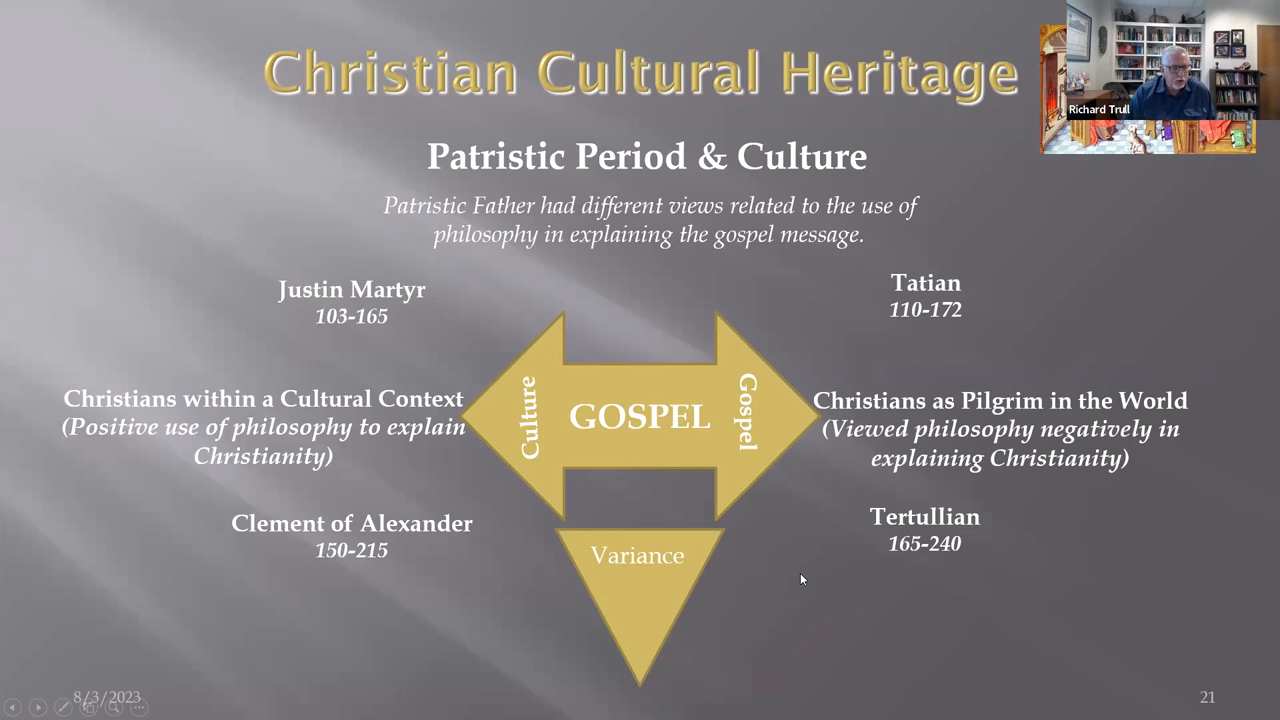 Christian Cultural Heritage
Richard Trull
Patristic Period & Culture
Patristic Father had different views related to the use of
philosophy in explaining the gospel message.
Justin Martyr
103-165
Tatian
110-172
Christians within a Cultural Context
(Positive use of philosophy to explain
Christianity)
Culture
GOSPEL
Gospel
Christians as Pilgrim in the World
(Viewed philosophy negatively in
explaining Christianity)
Clement of Alexander
150-215
Tertullian
165-240
Variance
8/3/2023
21